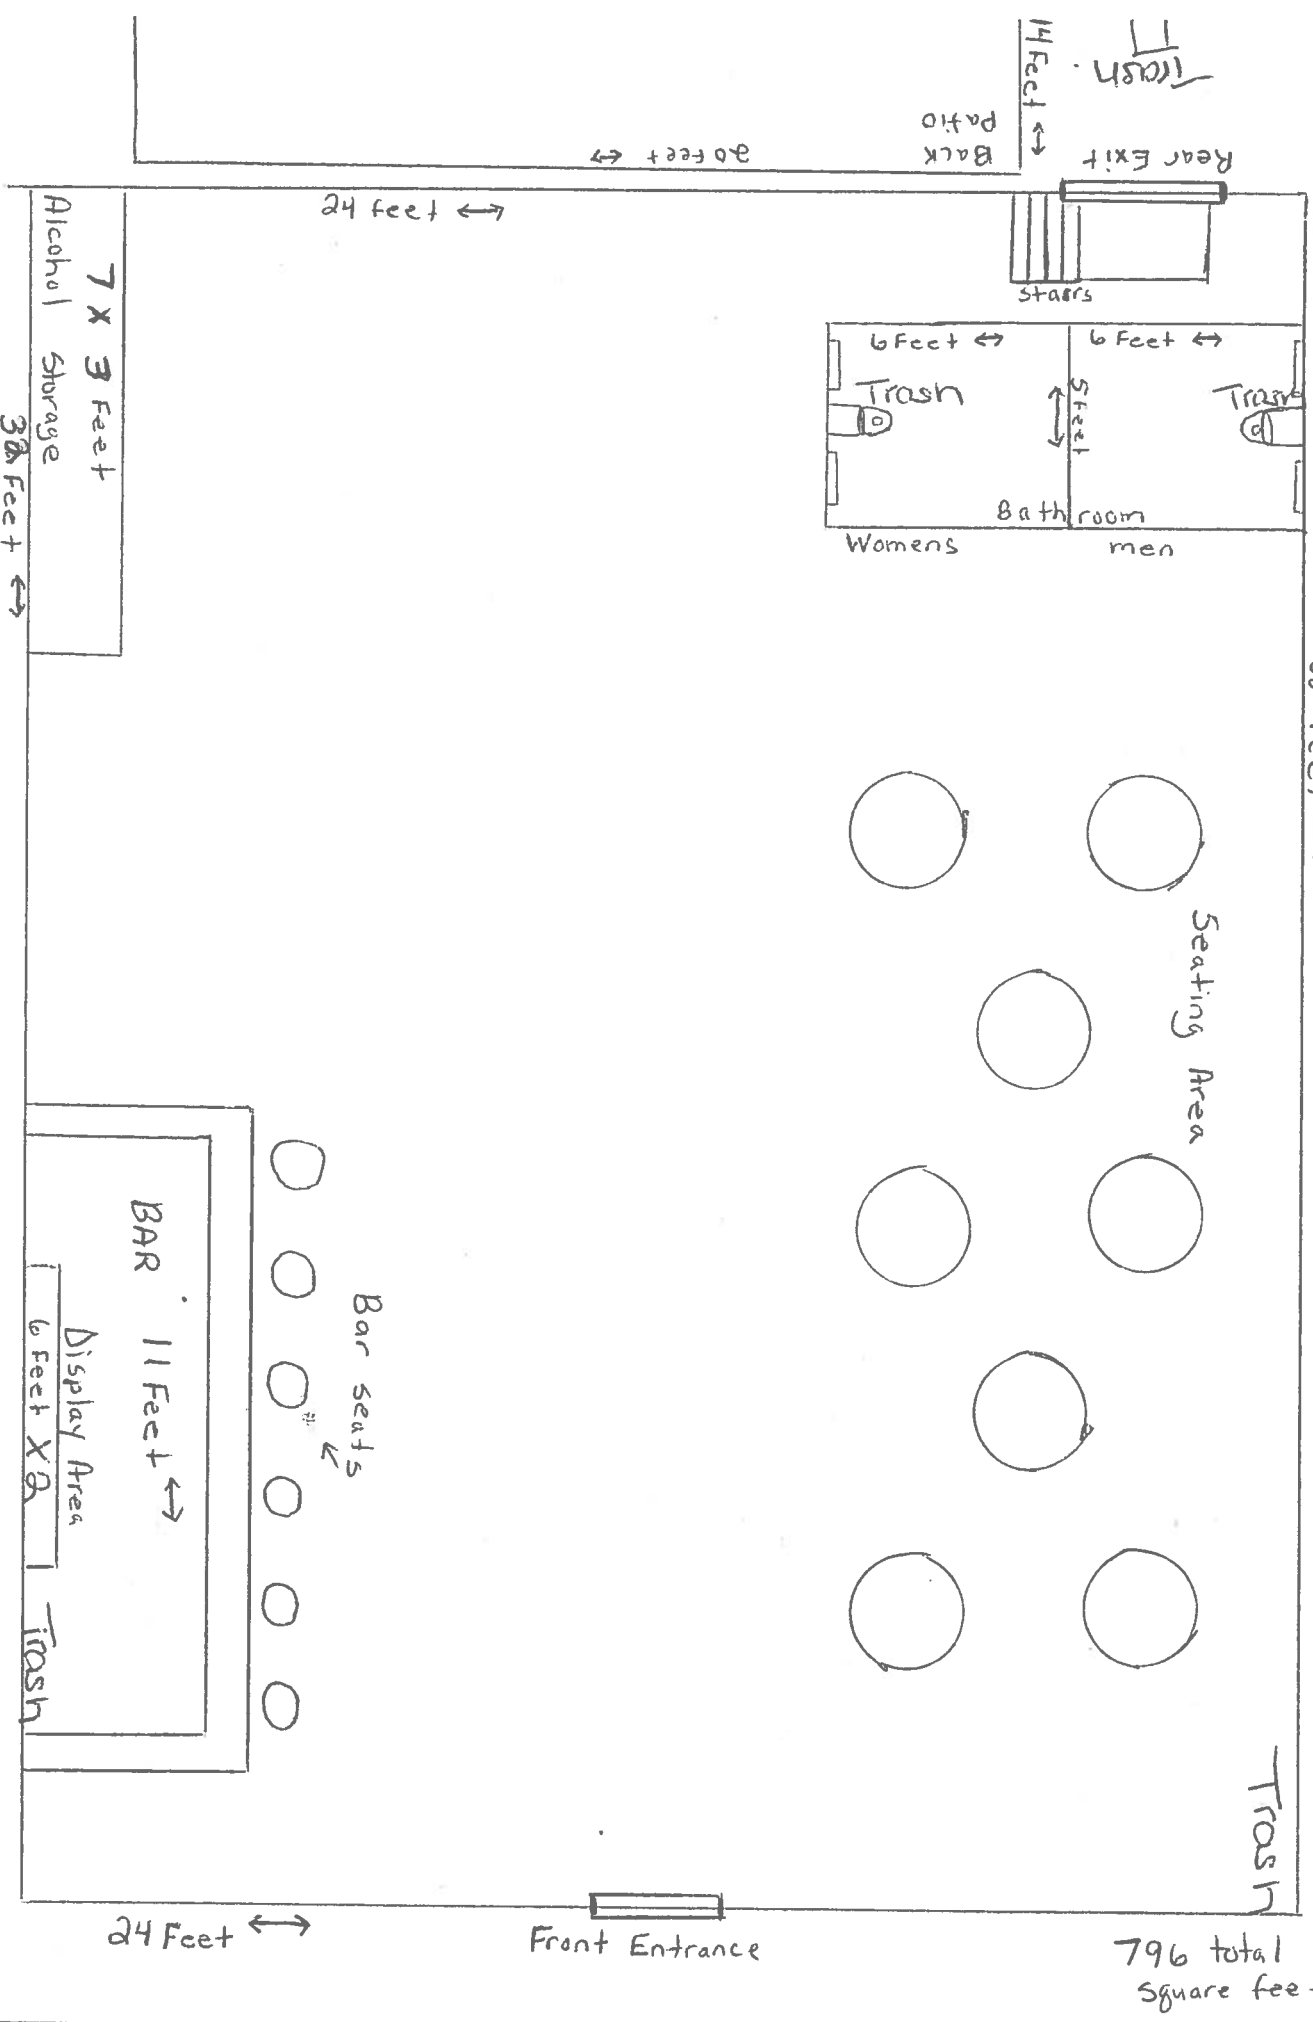 Trash
14 Feet ↔
Back
Patio
20 Feet ↔
Rear Exit
24 feet ↔
Alcohol Storage
7 x 3 Feet
Feet ↔
Stairs
6 Feet ↔
6 Feet ↔
Trash
5 Feet
Trash
Bathroom
Womens
men
Seating Area
BAR 11 Feet ↔
Bar seats
Display Area
6 Feet X 2
Trash
Trash
24 Feet ↔
Front Entrance
796 total
square fee